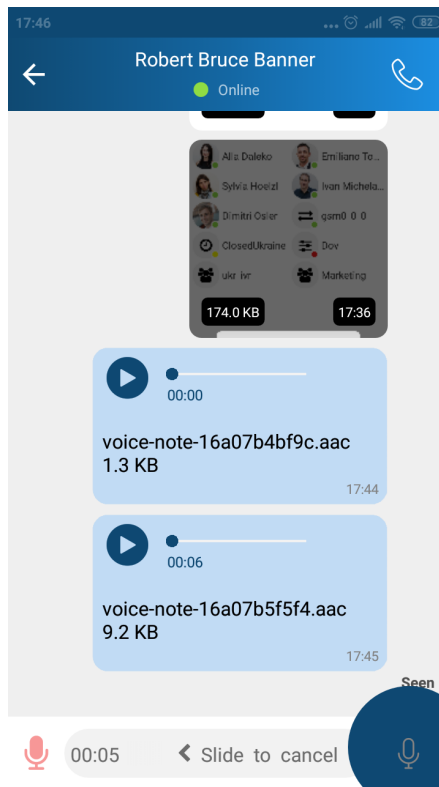 17:46
82
Robert Bruce Banner
Online
Alla Daleko
Emiliano To...
Sylvia Hoeizl
Ivan Michela...
Dimitri Osler
gsm0 0 0
ClosedUkraine
Dov
ukr ivr
Marketing
174.0 KB
17:36
00:00
voice-note-16a07b4bf9c.aac
1.3 KB
17:44
00:06
voice-note-16a07b5f5f4.aac
9.2 KB
17:45
Seen
00:05
Slide to cancel